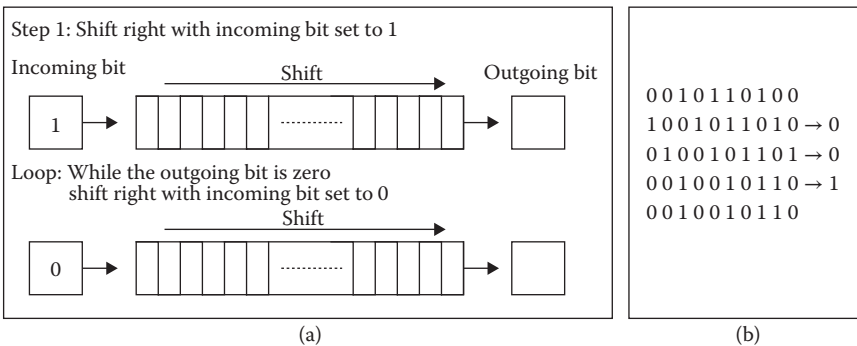 Step 1: Shift right with incoming bit set to 1
Incoming bit
Shift
Outgoing bit
1
Loop: While the outgoing bit is zero
shift right with incoming bit set to 0
Shift
0
(a)
0 0 1 0 1 1 0 1 0 0
1 0 0 1 0 1 1 0 1 0 → 0
0 1 0 0 1 0 1 1 0 1 → 0
0 0 1 0 0 1 0 1 1 0 → 1
0 0 1 0 0 1 0 1 1 0
(b)